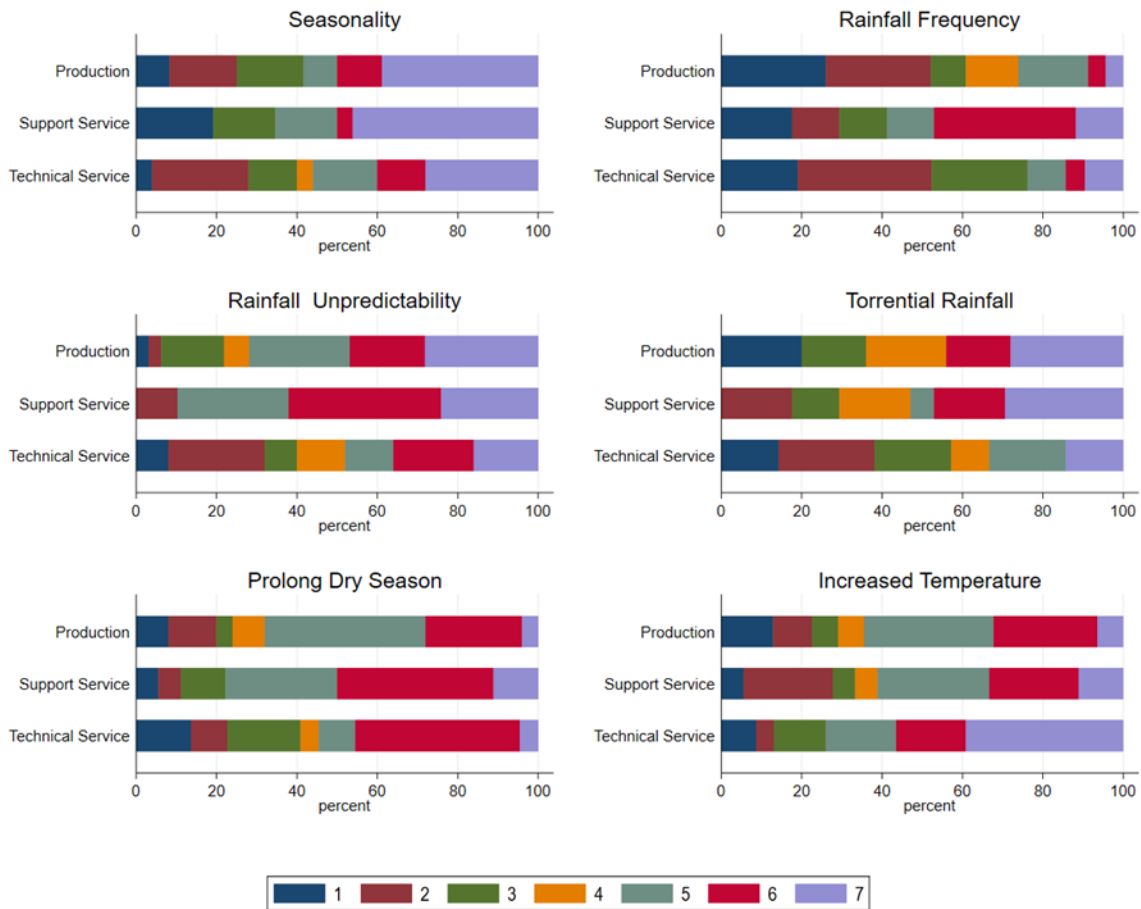 Seasonality
Production
Support Service
Technical Service
0 20 40 60 80 100
percent
Rainfall Frequency
Production
Support Service
Technical Service
0 20 40 60 80 100
percent
Rainfall  Unpredictability
Production
Support Service
Technical Service
0 20 40 60 80 100
percent
Torrential Rainfall
Production
Support Service
Technical Service
0 20 40 60 80 100
percent
Prolong Dry Season
Production
Support Service
Technical Service
0 20 40 60 80 100
percent
Increased Temperature
Production
Support Service
Technical Service
0 20 40 60 80 100
percent
1 2 3 4 5 6 7